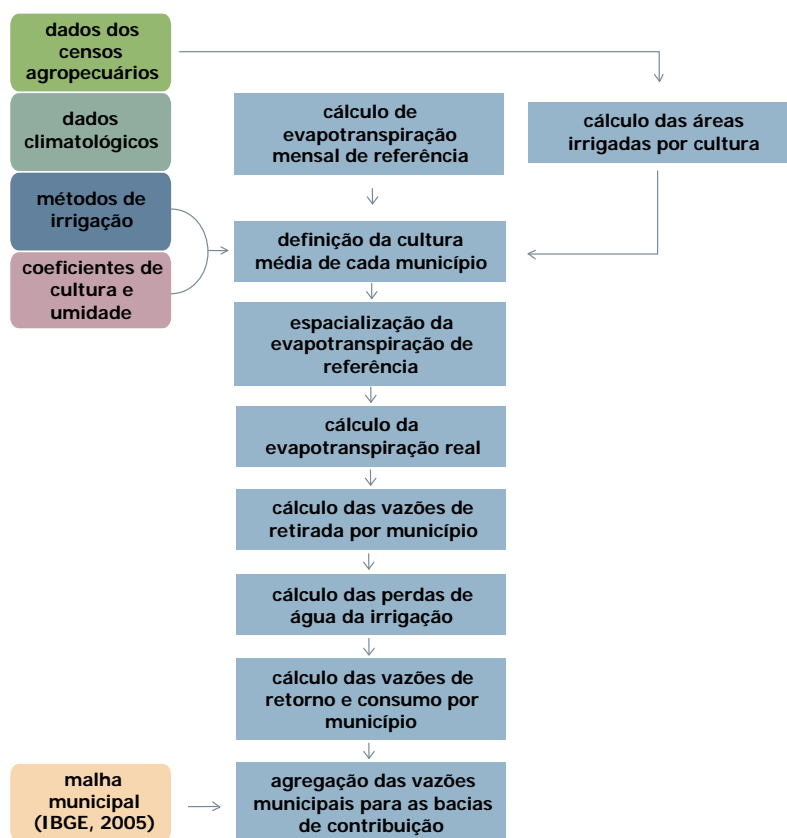 dados dos
censos
agropecuários
dados
climatológicos
métodos de
irrigação
coeficientes de
cultura e
umidade
cálculo de
evapotranspiração
mensal de referência
cálculo das áreas
irrigadas por cultura
definição da cultura
média de cada município
espacialização da
evapotranspiração de
referência
cálculo da
evapotranspiração real
cálculo das vazões de
retirada por município
cálculo das perdas de
água da irrigação
cálculo das vazões de
retorno e consumo por
município
malha
municipal
(IBGE, 2005)
agregação das vazões
municipais para as bacias
de contribuição